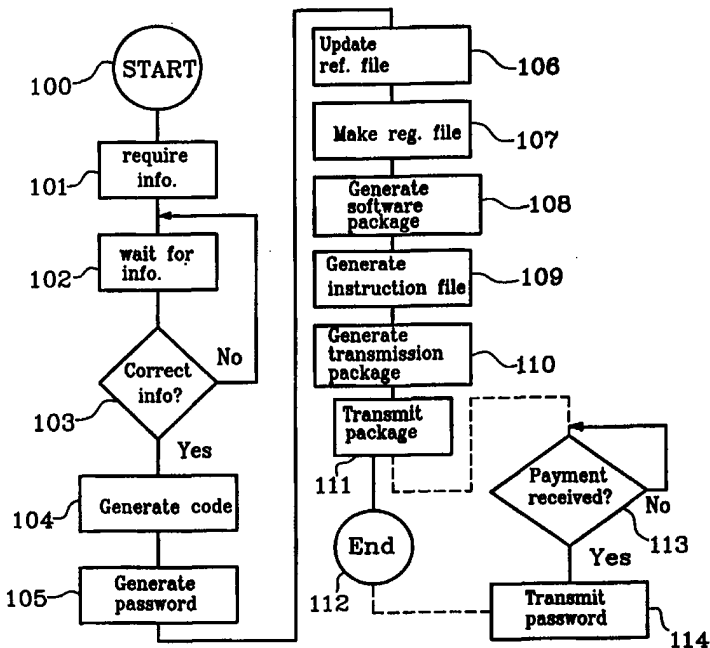 100
START
101
require
info.
102
wait for
info.
103
Correct
info?
No
Yes
104
Generate code
105
Generate
password
Update
ref. file
106
Make reg. file
107
Generate
software
package
108
Generate
instruction file
109
Generate
transmission
package
110
Transmit
package
111
End
112
Payment
received?
No
113
Yes
Transmit
password
114